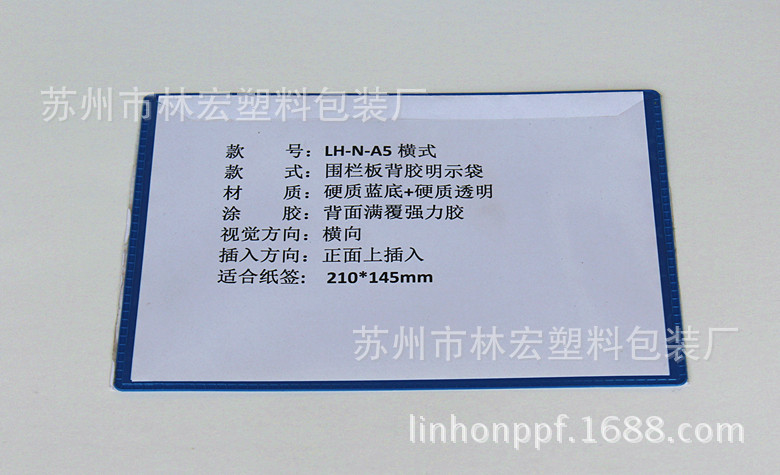 苏州市林宏塑料包装厂
款 号：LH-N-A5 横式
款 式：围栏板背胶明示袋
材 质：硬质蓝底+硬质透明
涂 胶：背面满覆强力胶
视觉方向：横向
插入方向：正面上插入
适合纸签： 210*145mm
苏州市林宏塑料包装厂
linhonppf.1688.com